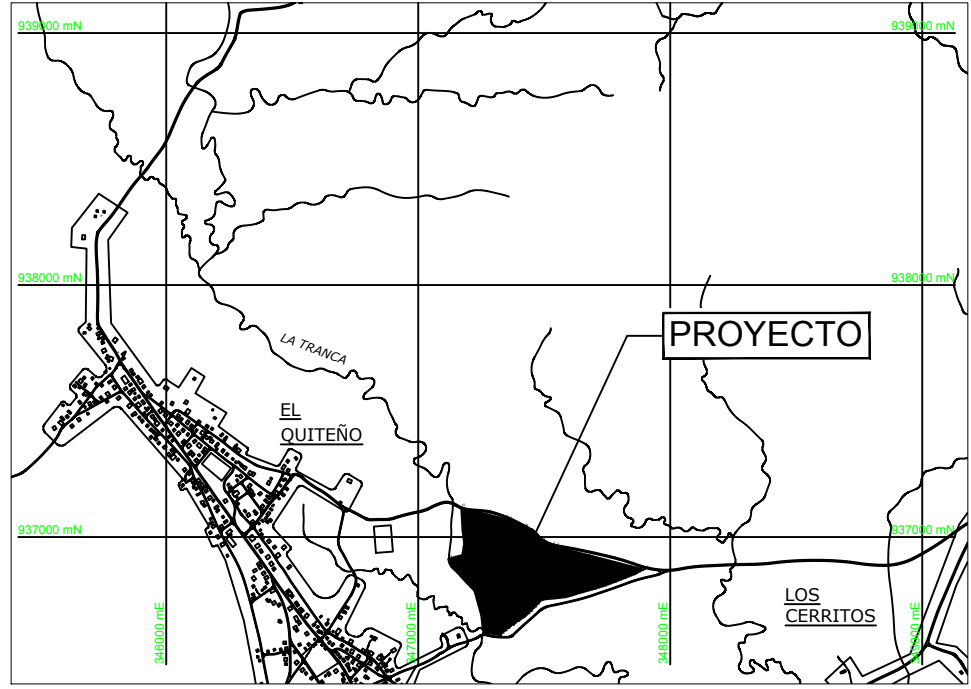 939000 mN
939000 mN
938000 mN
938000 mN
PROYECTO
LA TRANCA
EL
QUITEÑO
937000 mN
937000 mN
LOS
CERRITOS
346000 mE
347000 mE
348000 mE
349000 mE